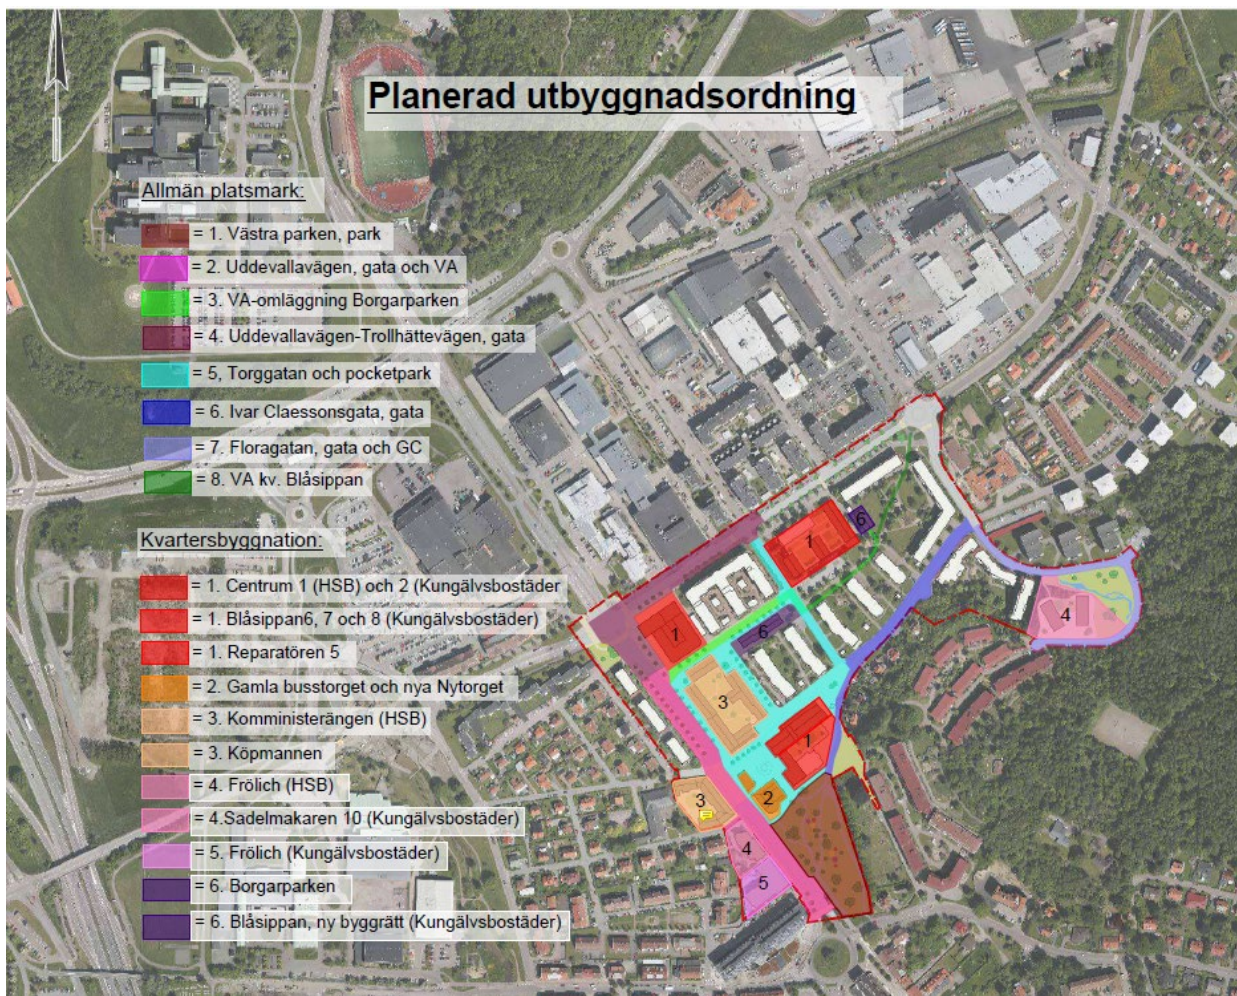 Planerad utbyggnadsordning
Allmän platsmark:
= 1. Västra parken, park
= 2. Uddevallavägen, gata och VA
= 3. VA-omläggning Borgarparken
= 4. Uddevallavägen-Trollhättevägen, gata
= 5, Torggatan och pocketpark
= 6. Ivar Claessonsgata, gata
= 7. Floragatan, gata och GC
= 8. VA kv. Blåsippan
Kvartersbyggnation:
= 1. Centrum 1 (HSB) och 2 (Kungälvsbostäder
= 1. Blåsippan6, 7 och 8 (Kungälvsbostäder)
= 1. Reparatören 5
= 2. Gamla busstorget och nya Nytorget
= 3. Komministerängen (HSB)
= 3. Köpmannen
= 4. Frölich (HSB)
= 4.Sadelmakaren 10 (Kungälvsbostäder)
= 5. Frölich (Kungälvsbostäder)
= 6. Borgarparken
= 6. Blåsippan, ny byggrätt (Kungälvsbostäder)
6
1
4
1
6
3
1
2
3
4
5